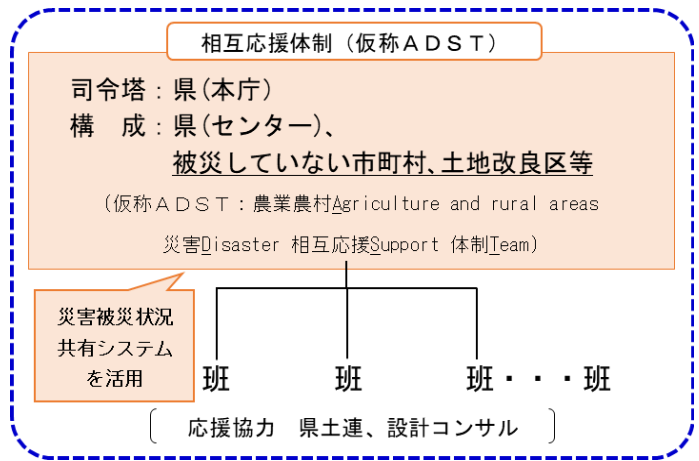 相互応援体制（仮称ＡＤＳＴ）
司令塔：県(本庁)
構　成：県(センター)、
被災していない市町村、土地改良区等
（仮称ＡＤＳＴ：農業農村Agriculture and rural areas
災害Disaster 相互応援Support 体制Team）
災害被災状況
共有システム
を活用
班　班　班・・・班
〔　応援協力　県土連、設計コンサル　〕